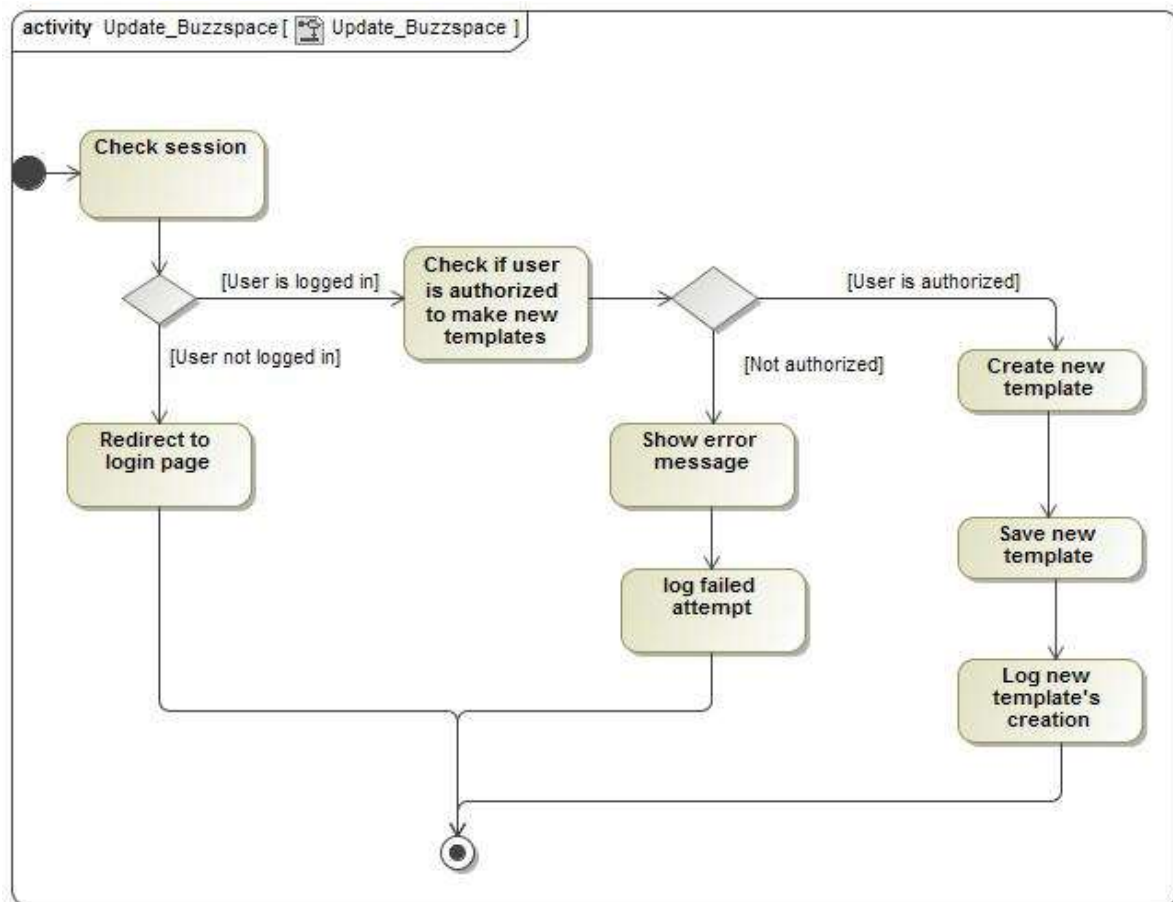 activity Update_Buzzspace [ Update_Buzzspace ]
Check session
[User is logged in]
Check if user
is authorized
to make new
templates
[User is authorized]
[User not logged in]
[Not authorized]
Create new
template
Redirect to
login page
Show error
message
Save new
template
log failed
attempt
Log new
template's
creation